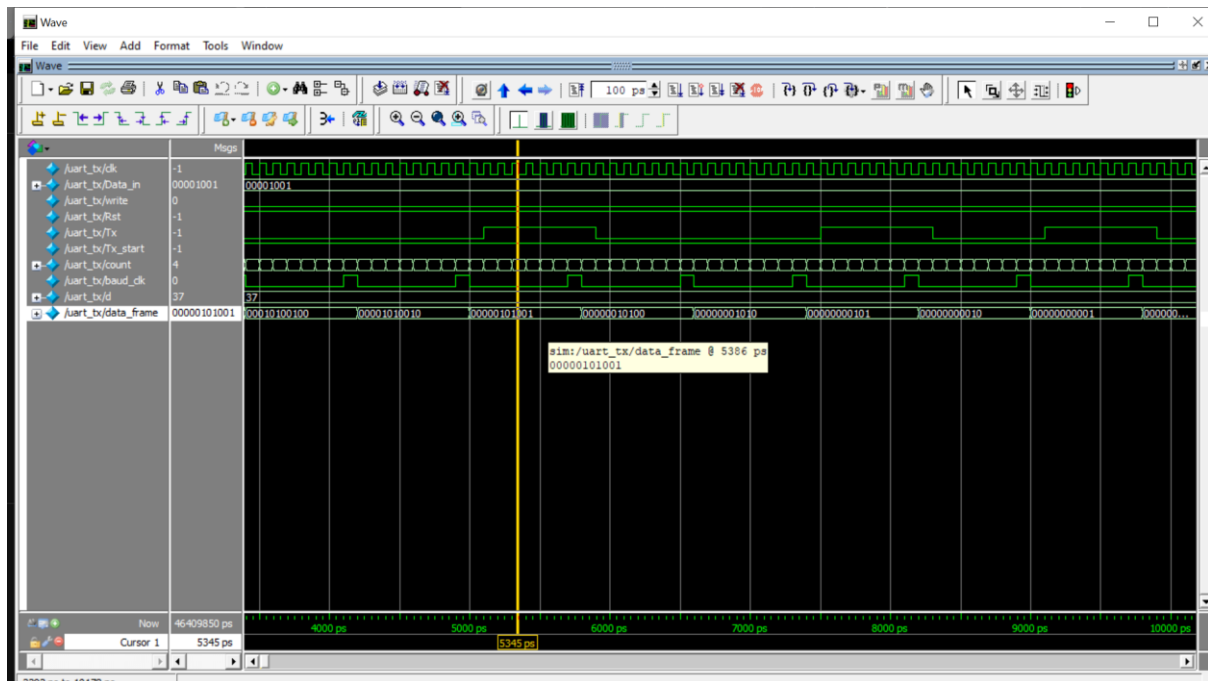 Wave
File Edit View Add Format Tools Window
Wave
100 ps
Msgs
/uart_tx/clk -1
/uart_tx/Data_in 00001001 00001001
/uart_tx/write 0
/uart_tx/Rst -1
/uart_tx/Tx -1
/uart_tx/Tx_start -1
/uart_tx/count 4
/uart_tx/baud_clk 0
/uart_tx/d 37 37
/uart_tx/data_frame 00000101001 00010100100 00001010010 00000101001 00000010100 00000001010 00000000101 00000000010 00000000001 000000...
sim:/uart_tx/data_frame @ 5386 ps
00000101001
Now 46409850 ps 4000 ps 5000 ps 6000 ps 7000 ps 8000 ps 9000 ps 10000 ps
Cursor 1 5345 ps 5345 ps